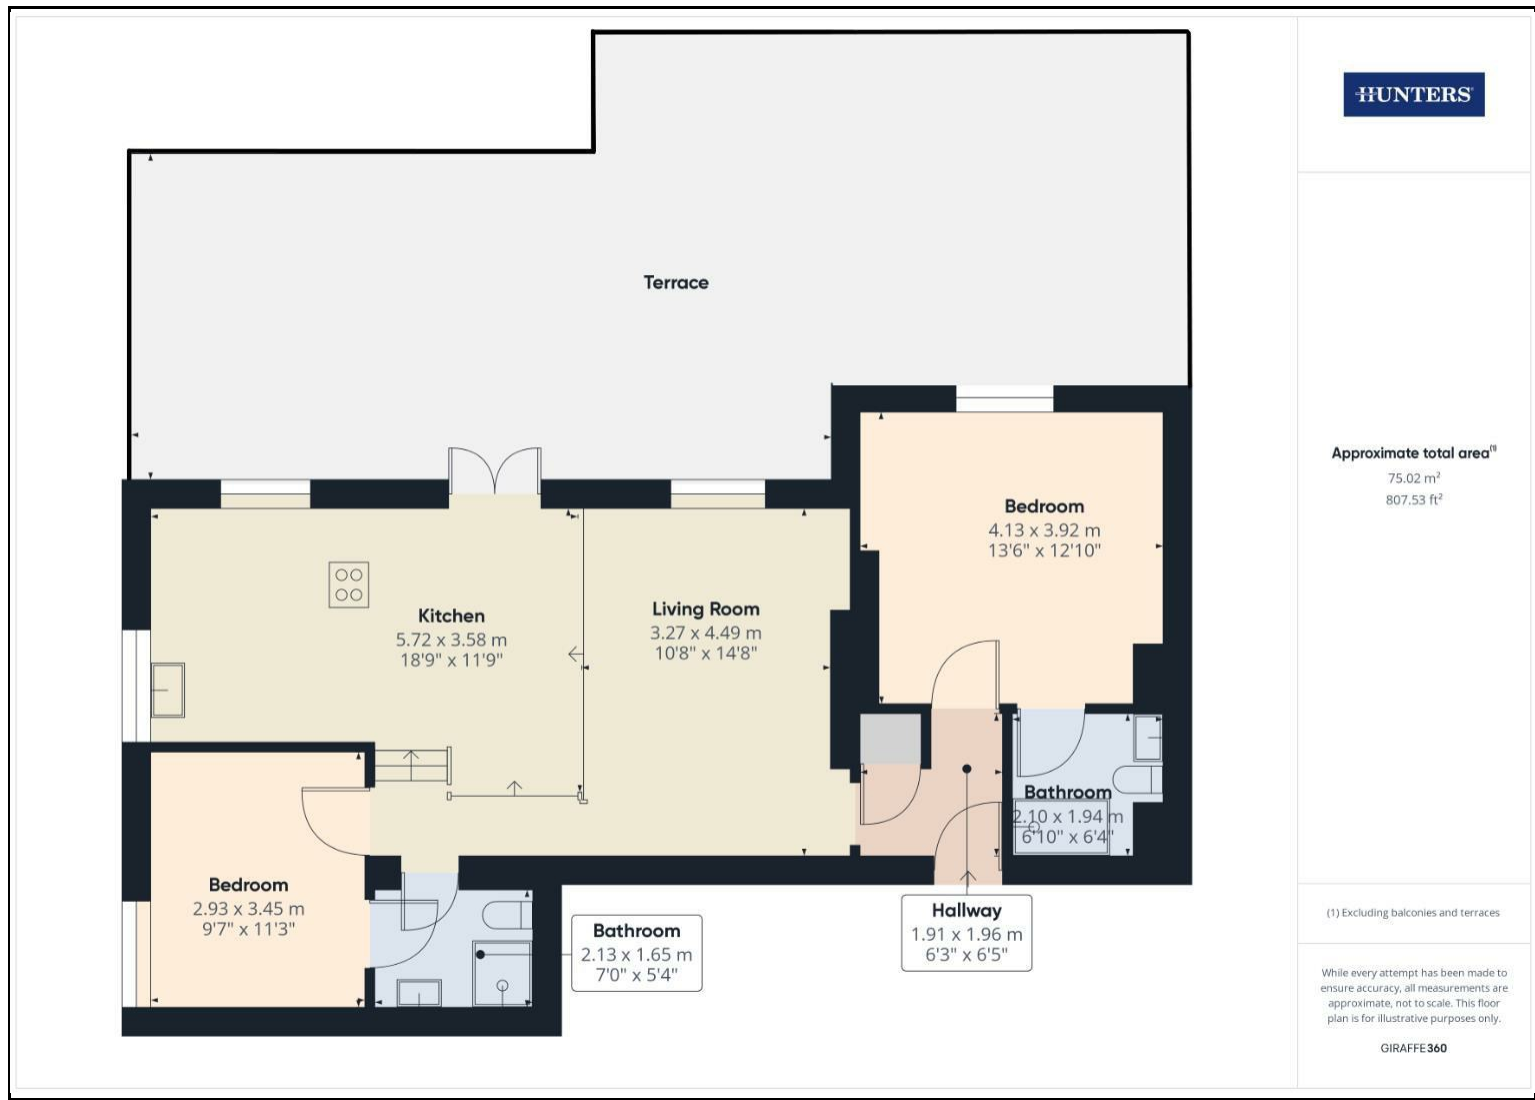 Terrace
Kitchen
5.72 x 3.58 m
18'9" x 11'9"
Living Room
3.27 x 4.49 m
10'8" x 14'8"
Bedroom
4.13 x 3.92 m
13'6" x 12'10"
Bathroom
2.10 x 1.94 m
6'10" x 6'4"
Bedroom
2.93 x 3.45 m
9'7" x 11'3"
Bathroom
2.13 x 1.65 m
7'0" x 5'4"
Hallway
1.91 x 1.96 m
6'3" x 6'5"
HUNTERS®
Approximate total area⁽¹⁾
75.02 m²
807.53 ft²
(1) Excluding balconies and terraces
While every attempt has been made to
ensure accuracy, all measurements are
approximate, not to scale. This floor
plan is for illustrative purposes only.
GIRAFFE360